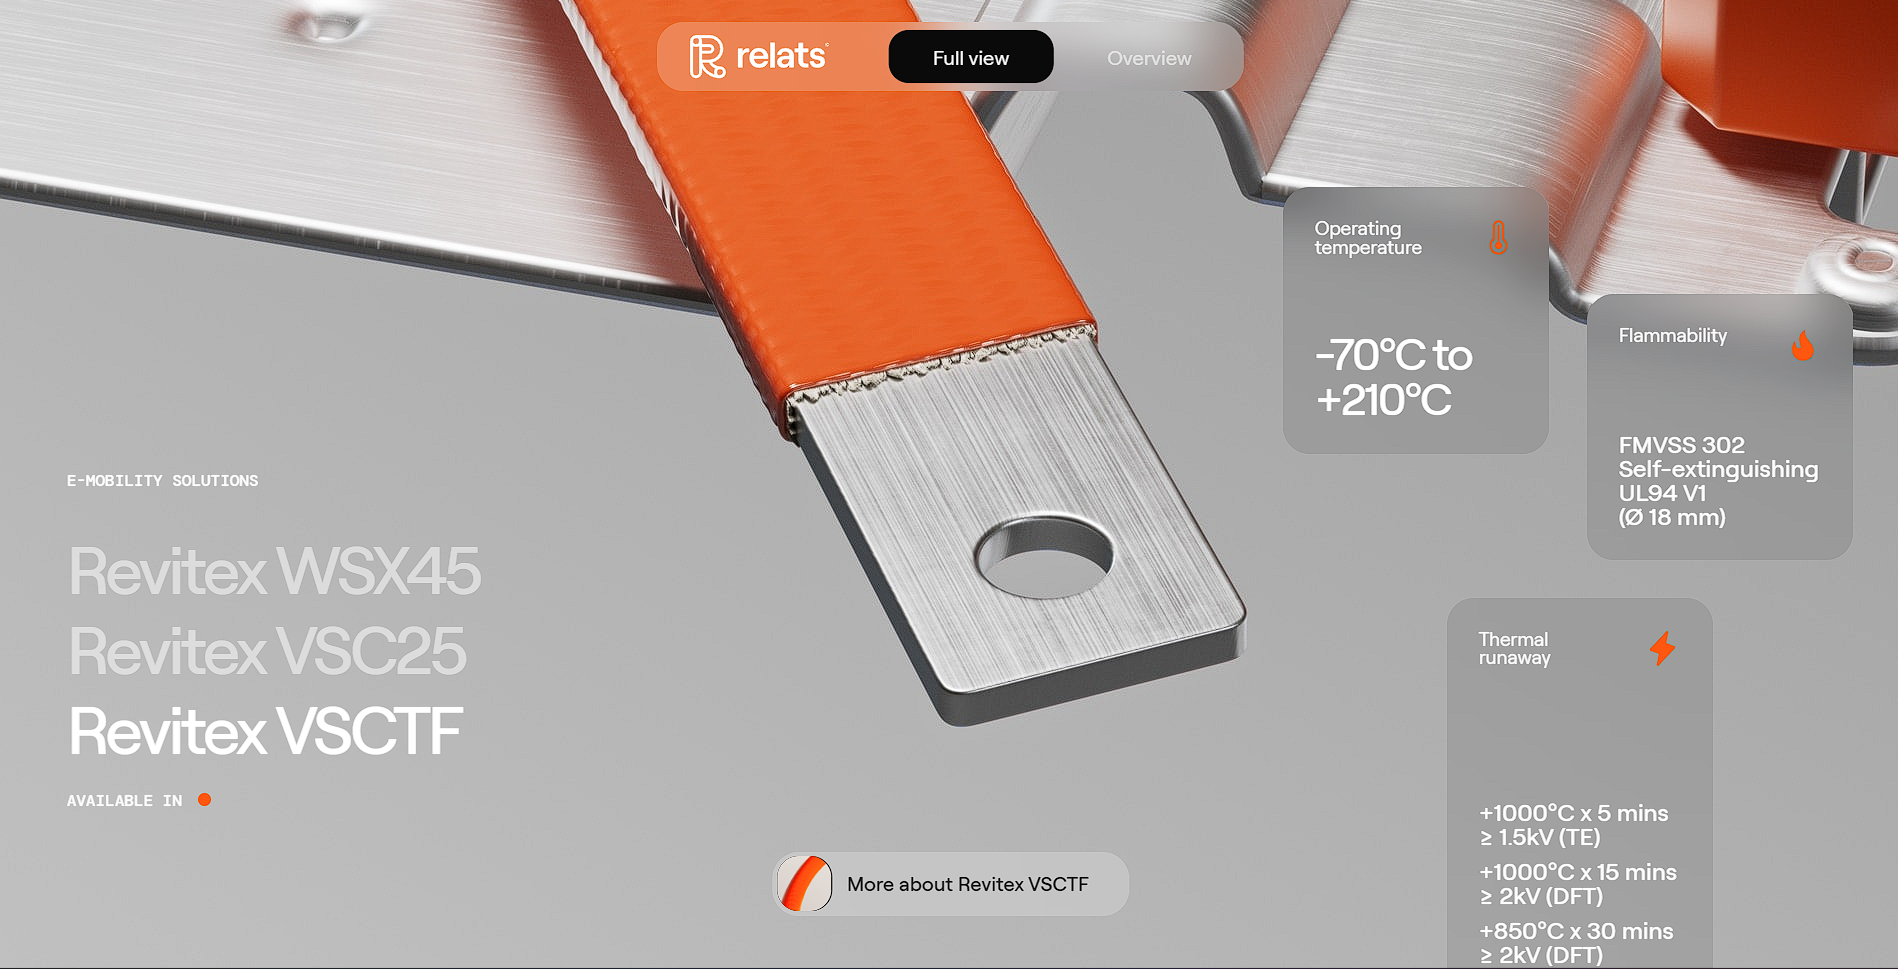 relats
Full view
Overview
Operating
temperature
-70°C to
+210°C
Flammability
FMVSS 302
Self-extinguishing
UL94 V1
(Ø 18 mm)
E-MOBILITY SOLUTIONS
Revitex WSX45
Revitex VSC25
Revitex VSCTF
AVAILABLE IN
Thermal
runaway
+1000°C x 5 mins
≥ 1.5kV (TE)
+1000°C x 15 mins
≥ 2kV (DFT)
+850°C x 30 mins
≥ 2kV (DFT)
More about Revitex VSCTF